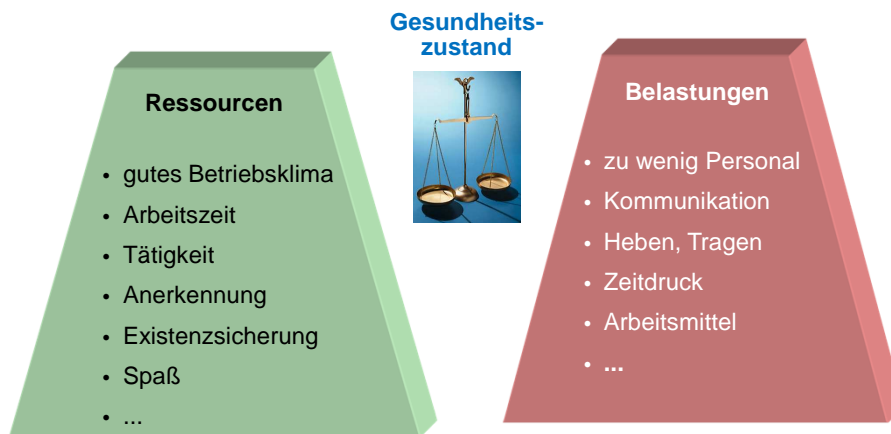 Gesundheits-
zustand
Ressourcen
• gutes Betriebsklima
• Arbeitszeit
• Tätigkeit
• Anerkennung
• Existenzsicherung
• Spaß
• ...
Belastungen
• zu wenig Personal
• Kommunikation
• Heben, Tragen
• Zeitdruck
• Arbeitsmittel
• ...